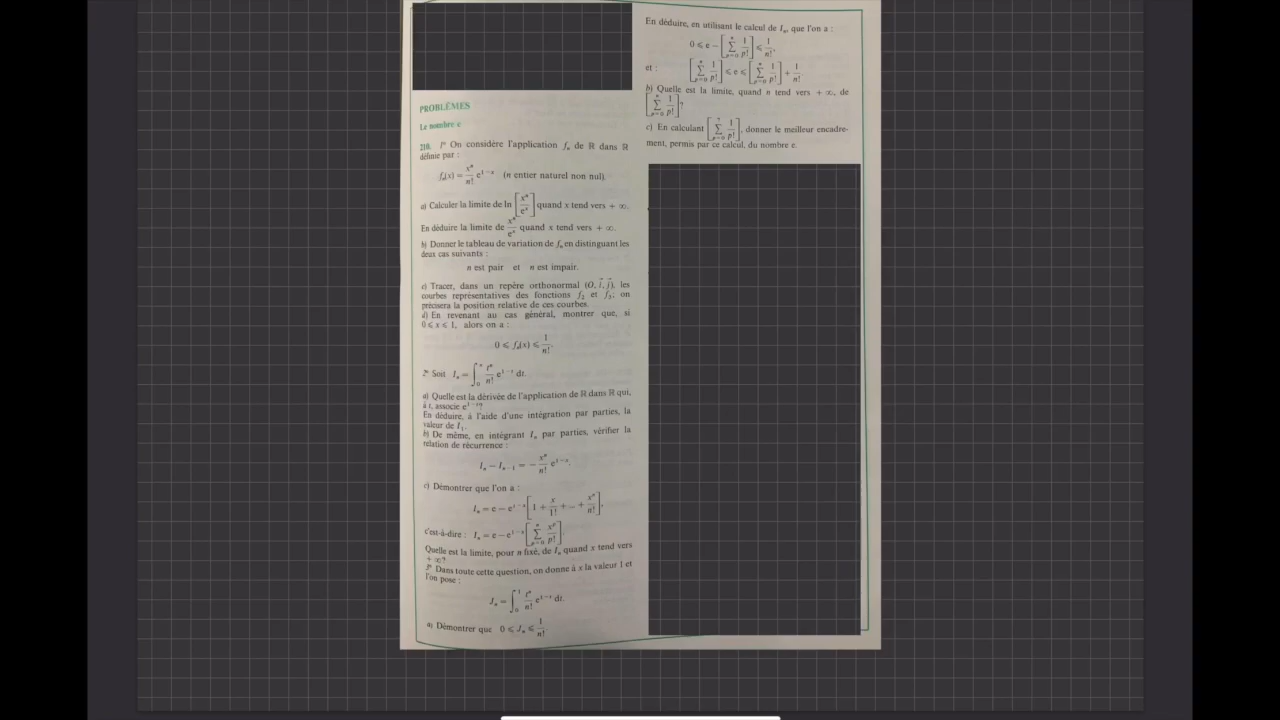 PROBLÈMES
Le nombre e
210. 1° On considère l'application fₙ de ℝ dans ℝ
définie par :
fₙ(x) = xⁿ/n! e¹⁻ˣ (n entier naturel non nul).
a) Calculer la limite de ln [xⁿ/eˣ] quand x tend vers + ∞.
En déduire la limite de xⁿ/eˣ quand x tend vers + ∞.
b) Donner le tableau de variation de fₙ en distinguant les
deux cas suivants :
n est pair et n est impair.
c) Tracer, dans un repère orthonormal (O, i⃗, j⃗), les
courbes représentatives des fonctions f₂ et f₃; on
précisera la position relative de ces courbes.
d) En revenant au cas général, montrer que, si
0 ⩽ x ⩽ 1, alors on a :
0 ⩽ fₙ(x) ⩽ 1/n!.
2° Soit Iₙ = ∫₀ˣ tⁿ/n! e¹⁻ᵗ dt.
a) Quelle est la dérivée de l'application de ℝ dans ℝ qui,
à t, associe e¹⁻ᵗ?
En déduire, à l'aide d'une intégration par parties, la
valeur de I₁.
b) De même, en intégrant Iₙ par parties, vérifier la
relation de récurrence :
Iₙ − Iₙ₋₁ = − xⁿ/n! e¹⁻ˣ.
c) Démontrer que l'on a :
Iₙ = e − e¹⁻ˣ [1 + x/1! + ... + xⁿ/n!],
c'est-à-dire : Iₙ = e − e¹⁻ˣ [∑ₚ₌₀ⁿ xᵖ/p!].
Quelle est la limite, pour n fixé, de Iₙ quand x tend vers
+ ∞?
3° Dans toute cette question, on donne à x la valeur 1 et
l'on pose :
Jₙ = ∫₀¹ tⁿ/n! e¹⁻ᵗ dt.
a) Démontrer que 0 ⩽ Jₙ ⩽ 1/n!.
En déduire, en utilisant le calcul de Iₙ, que l'on a :
0 ⩽ e − [∑ₚ₌₀ⁿ 1/p!] ⩽ 1/n!,
et : [∑ₚ₌₀ⁿ 1/p!] ⩽ e ⩽ [∑ₚ₌₀ⁿ 1/p!] + 1/n!
b) Quelle est la limite, quand n tend vers + ∞, de
[∑ₚ₌₀ⁿ 1/p!]?
c) En calculant [∑ₚ₌₀⁷ 1/p!], donner le meilleur encadre-
ment, permis par ce calcul, du nombre e.